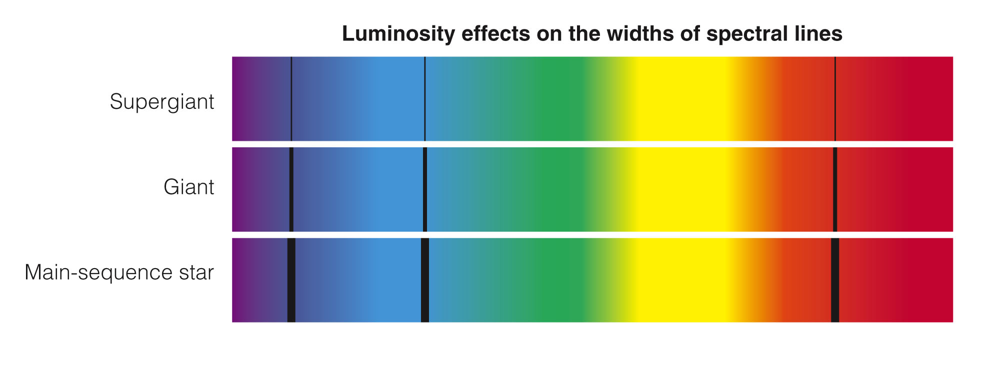 Luminosity effects on the widths of spectral lines
Supergiant
Giant
Main-sequence star